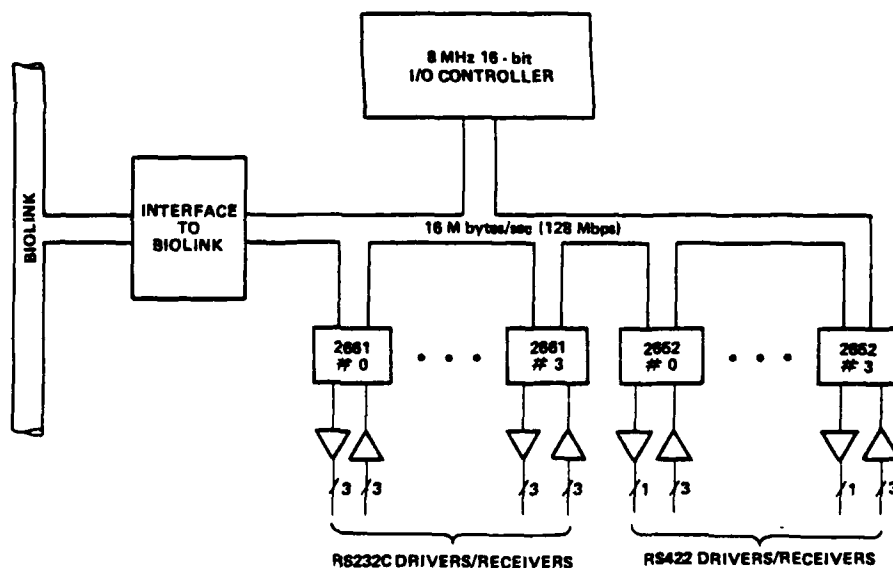 8 MHz 16 - bit
I/O CONTROLLER
BIOLINK
INTERFACE
TO
BIOLINK
16 M bytes/sec (128 Mbps)
2661
# 0
• • •
2661
# 3
2652
# 0
• • •
2652
# 3
/3 /3 /3 /3 /1 /3 /1 /3
RS232C DRIVERS/RECEIVERS
RS422 DRIVERS/RECEIVERS